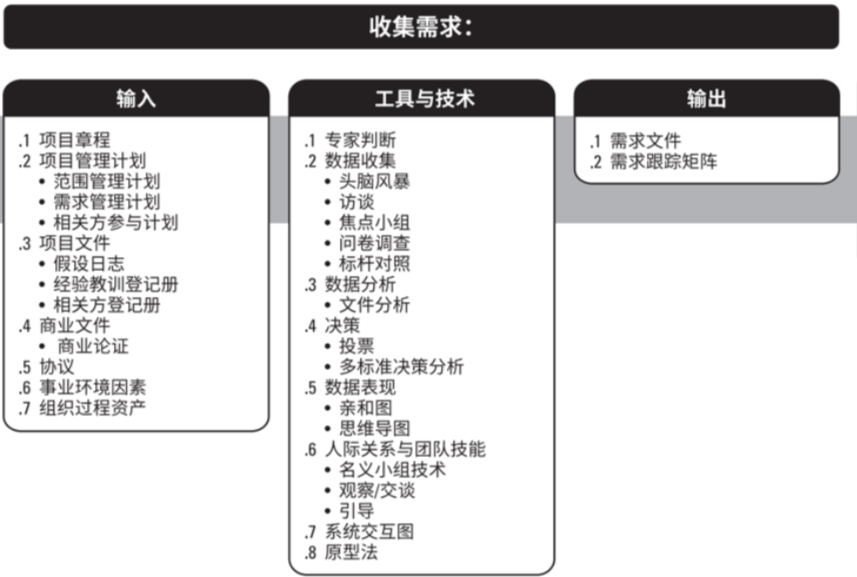 收集需求：
输入
.1 项目章程
.2 项目管理计划
• 范围管理计划
• 需求管理计划
• 相关方参与计划
.3 项目文件
• 假设日志
• 经验教训登记册
• 相关方登记册
.4 商业文件
• 商业论证
.5 协议
.6 事业环境因素
.7 组织过程资产
工具与技术
.1 专家判断
.2 数据收集
• 头脑风暴
• 访谈
• 焦点小组
• 问卷调查
• 标杆对照
.3 数据分析
• 文件分析
.4 决策
• 投票
• 多标准决策分析
.5 数据表现
• 亲和图
• 思维导图
.6 人际关系与团队技能
• 名义小组技术
• 观察/交谈
• 引导
.7 系统交互图
.8 原型法
输出
.1 需求文件
.2 需求跟踪矩阵